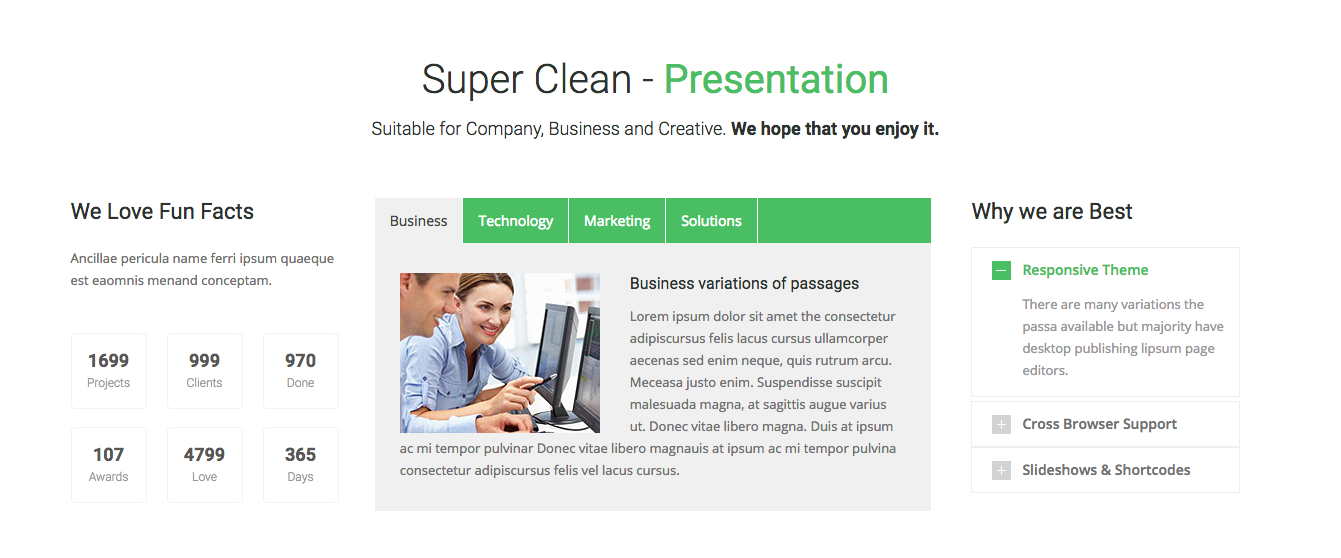 Super Clean - Presentation
Suitable for Company, Business and Creative. We hope that you enjoy it.
We Love Fun Facts
Ancillae pericula name ferri ipsum quaeque
est eaomnis menand conceptam.
1699
Projects
999
Clients
970
Done
107
Awards
4799
Love
365
Days
Business
Technology
Marketing
Solutions
Business variations of passages
Lorem ipsum dolor sit amet the consectetur
adipiscursus felis lacus cursus ullamcorper
aecenas sed enim neque, quis rutrum arcu.
Meceasa justo enim. Suspendisse suscipit
malesuada magna, at sagittis augue varius
ut. Donec vitae libero magna. Duis at ipsum
ac mi tempor pulvinar Donec vitae libero magnauis at ipsum ac mi tempor pulvina
consectetur adipiscursus felis vel lacus cursus.
Why we are Best
Responsive Theme
There are many variations the
passa available but majority have
desktop publishing lipsum page
editors.
Cross Browser Support
Slideshows & Shortcodes